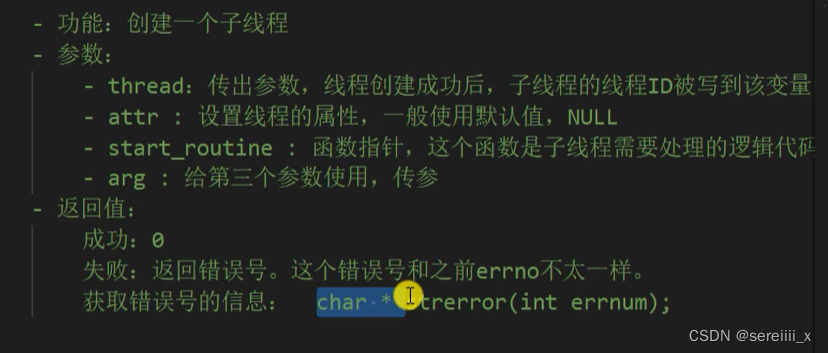 - 功能：创建一个子线程
- 参数：
- thread：传出参数，线程创建成功后，子线程的线程ID被写到该变量
- attr : 设置线程的属性，一般使用默认值，NULL
- start_routine : 函数指针，这个函数是子线程需要处理的逻辑代码
- arg : 给第三个参数使用，传参
- 返回值：
成功：0
失败：返回错误号。这个错误号和之前errno不太一样。
获取错误号的信息： char * trerror(int errnum);
CSDN @sereiiii_x